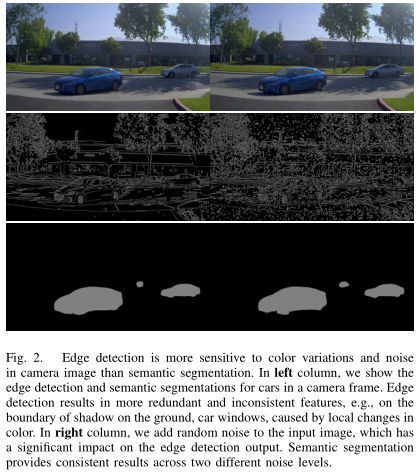 Fig. 2. Edge detection is more sensitive to color variations and noise
in camera image than semantic segmentation. In left column, we show the
edge detection and semantic segmentations for cars in a camera frame. Edge
detection results in more redundant and inconsistent features, e.g., on the
boundary of shadow on the ground, car windows, caused by local changes in
color. In right column, we add random noise to the input image, which has
a significant impact on the edge detection output. Semantic segmentation
provides consistent results across two different noise levels.